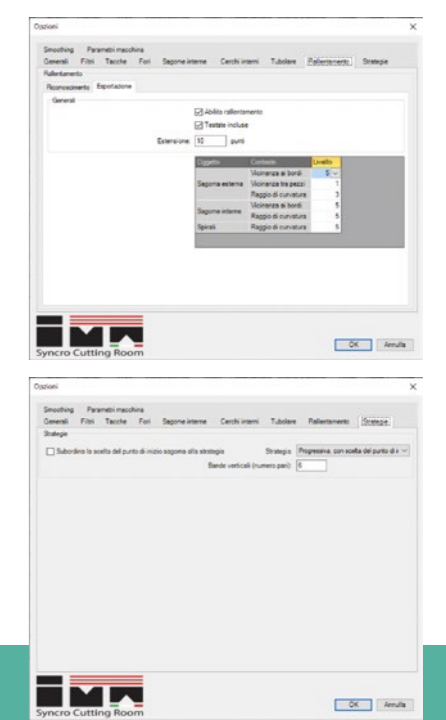 Opzioni
Smoothing Parametri macchina
Generali Filtri Tacche Fori Sagome interne Cerchi interni Tubolare Rallentamento Strategie
Rallentamento
Riconoscimento Esportazione
Generali
Abilita rallentamento
Testate incluse
Estensione: 10 punti
Oggetto Contesto Livello
Vicinanza ai bordi 5
Sagoma esterna Vicinanza tra pezzi 1
Raggio di curvatura 3
Sagome interne Vicinanza ai bordi 5
Raggio di curvatura 5
Spirali Raggio di curvatura 5
IMA
Syncro Cutting Room
OK Annulla
Opzioni
Smoothing Parametri macchina
Generali Filtri Tacche Fori Sagome interne Cerchi interni Tubolare Rallentamento Strategie
Strategie
Subordina la scelta del punto di inizio sagoma alla strategia Strategia Progressiva, con scelta del punto di
Bande verticali (numero pari): 6
IMA
Syncro Cutting Room
OK Annulla